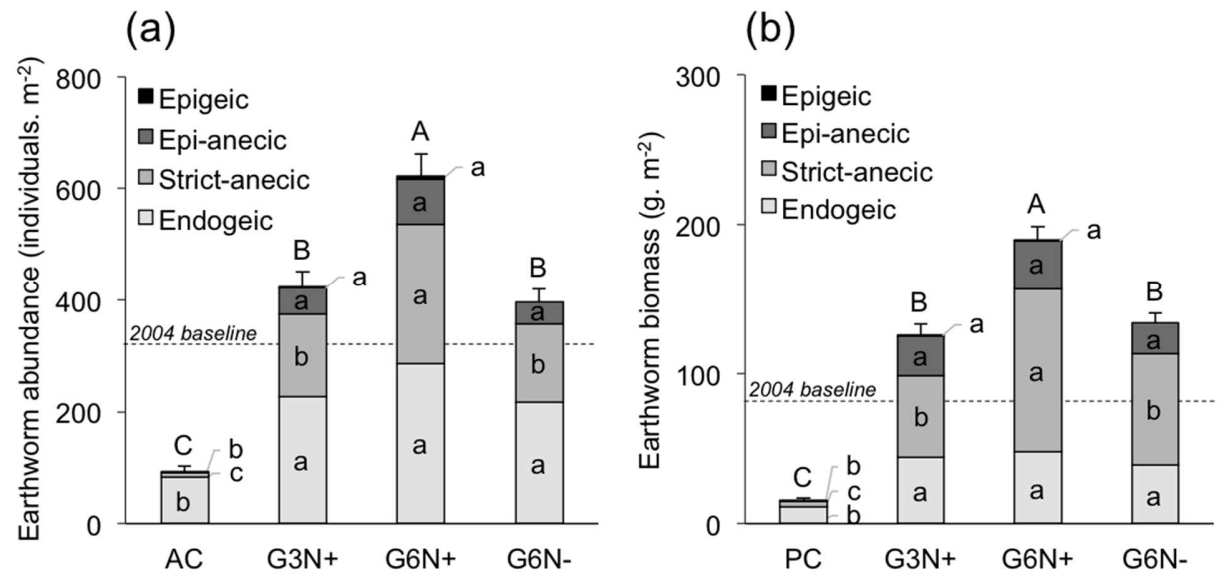 (a)
Earthworm abundance (individuals. m-2)
800
600
400
200
0
Epigeic
Epi-anecic
Strict-anecic
Endogeic
2004 baseline
C
b
c
b
B
a
a
b
a
A
a
a
a
a
B
a
b
a
AC
G3N+
G6N+
G6N-
(b)
Earthworm biomass (g. m-2)
300
200
100
0
Epigeic
Epi-anecic
Strict-anecic
Endogeic
2004 baseline
C
b
c
b
B
a
a
b
a
A
a
a
a
a
B
a
b
a
PC
G3N+
G6N+
G6N-